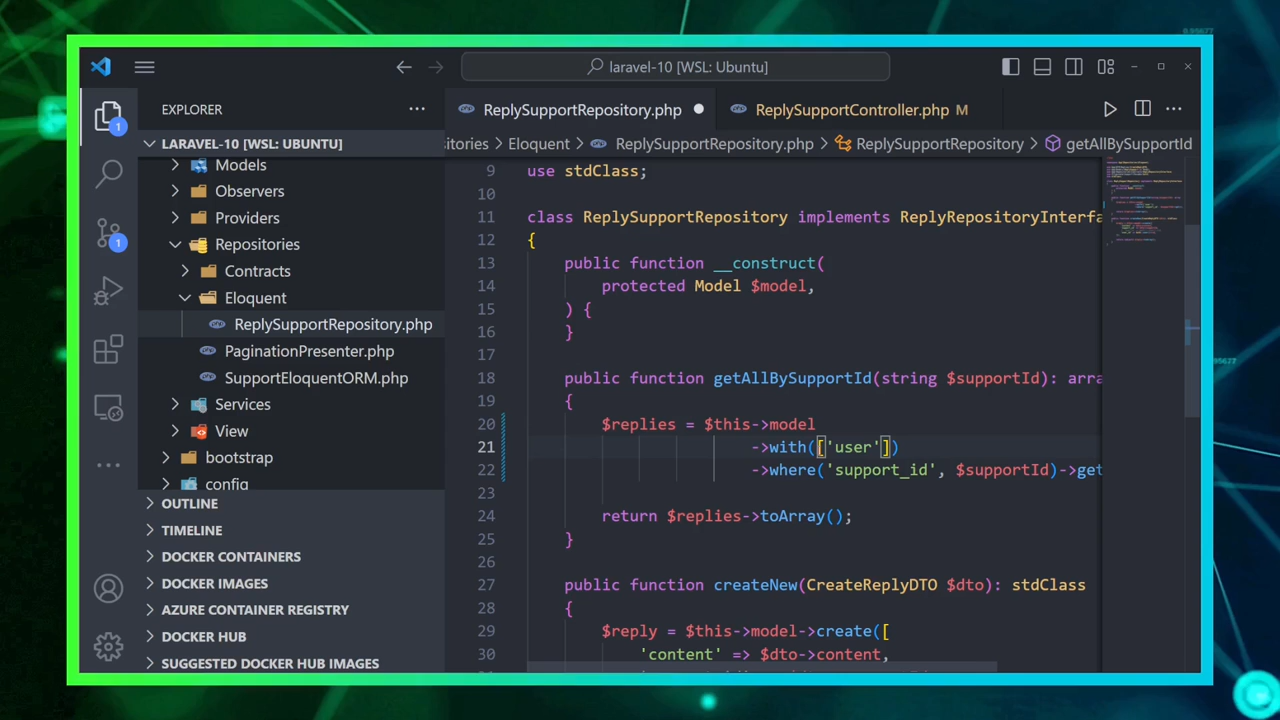 0.95677
laravel-10 [WSL: Ubuntu]
EXPLORER
ReplySupportRepository.php
ReplySupportController.php M
1
LARAVEL-10 [WSL: UBUNTU]
sitories > Eloquent > ReplySupportRepository.php > ReplySupportRepository > getAllBySupportId
Models
Observers
Providers
Repositories
Contracts
Eloquent
ReplySupportRepository.php
PaginationPresenter.php
SupportEloquentORM.php
Services
View
bootstrap
config
1
OUTLINE
TIMELINE
DOCKER CONTAINERS
DOCKER IMAGES
AZURE CONTAINER REGISTRY
DOCKER HUB
SUGGESTED DOCKER HUB IMAGES
9 use stdClass;
10
11 class ReplySupportRepository implements ReplyRepositoryInterfa
12 {
13 public function __construct(
14 protected Model $model,
15 ) {
16 }
17
18 public function getAllBySupportId(string $supportId): arra
19 {
20 $replies = $this->model
21 ->with(['user'])
22 ->where('support_id', $supportId)->get
23
24 return $replies->toArray();
25 }
26
27 public function createNew(CreateReplyDTO $dto): stdClass
28 {
29 $reply = $this->model->create([
30 'content' => $dto->content,